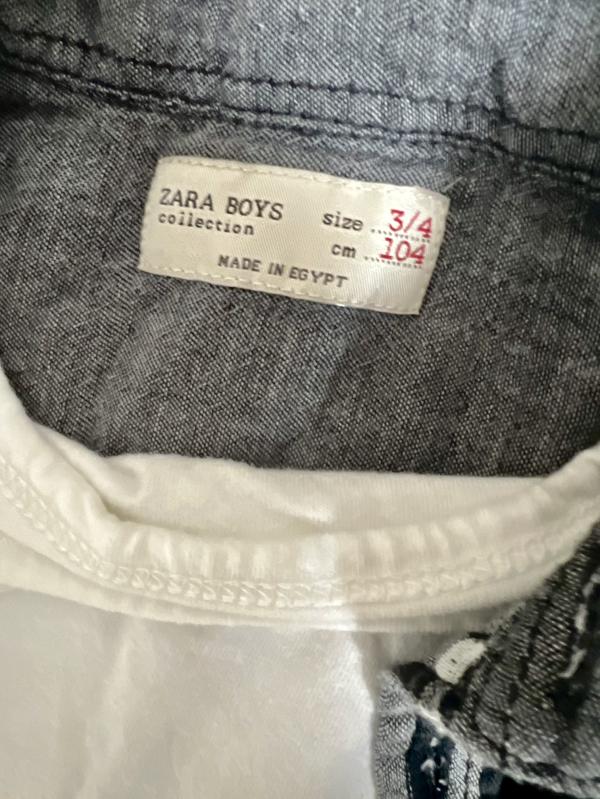 ZARA BOYS size 3/4
collection cm 104
MADE IN EGYPT